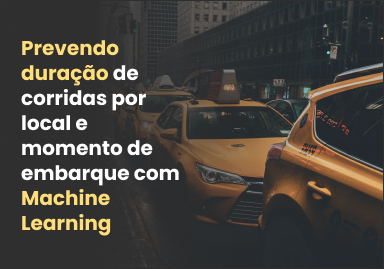 Prevendo
duração de
corridas por
local e
momento de
embarque com
Machine
Learning